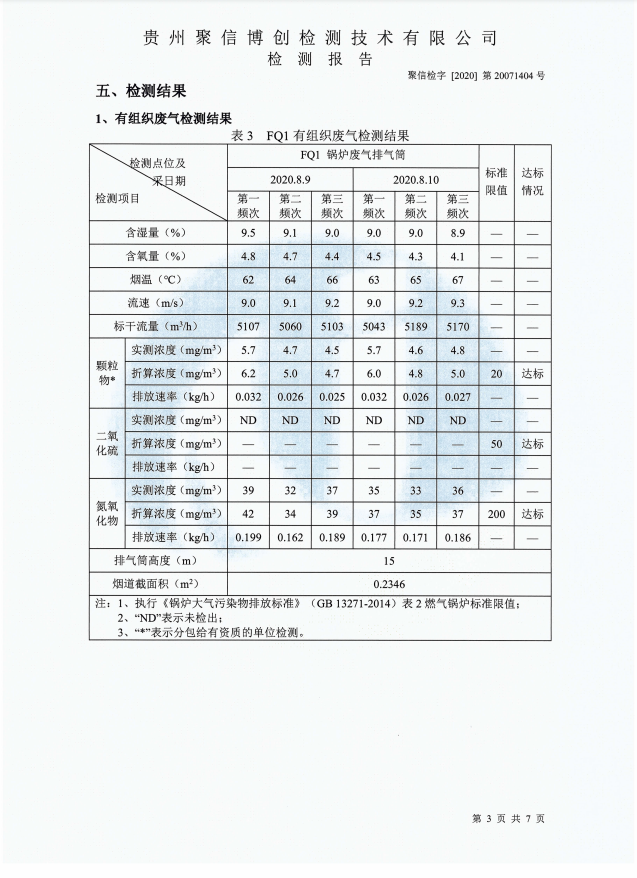 贵州聚信博创检测技术有限公司
检测报告
聚信检字 [2020] 第 20071404 号
五、检测结果
1、有组织废气检测结果
表 3 FQ1 有组织废气检测结果
检测点位及 采日期 检测项目 FQ1 锅炉废气排气筒 标准限值 达标情况
2020.8.9 2020.8.10
第一频次 第二频次 第三频次 第一频次 第二频次 第三频次
含湿量（%） 9.5 9.1 9.0 9.0 9.0 8.9 — —
含氧量（%） 4.8 4.7 4.4 4.5 4.3 4.1 — —
烟温（℃） 62 64 66 63 65 67 — —
流速（m/s） 9.0 9.1 9.2 9.0 9.2 9.3 — —
标干流量（m³/h） 5107 5060 5103 5043 5189 5170 — —
颗粒物* 实测浓度（mg/m³） 5.7 4.7 4.5 5.7 4.6 4.8 — —
折算浓度（mg/m³） 6.2 5.0 4.7 6.0 4.8 5.0 20 达标
排放速率（kg/h） 0.032 0.026 0.025 0.032 0.026 0.027 — —
二氧化硫 实测浓度（mg/m³） ND ND ND ND ND ND — —
折算浓度（mg/m³） — — — — — — 50 达标
排放速率（kg/h） — — — — — — — —
氮氧化物 实测浓度（mg/m³） 39 32 37 35 33 36 — —
折算浓度（mg/m³） 42 34 39 37 35 37 200 达标
排放速率（kg/h） 0.199 0.162 0.189 0.177 0.171 0.186 — —
排气筒高度（m） 15
烟道截面积（m²） 0.2346
注：1、执行《锅炉大气污染物排放标准》（GB 13271-2014）表 2 燃气锅炉标准限值；
2、“ND”表示未检出；
3、“*”表示分包给有资质的单位检测。
第 3 页 共 7 页